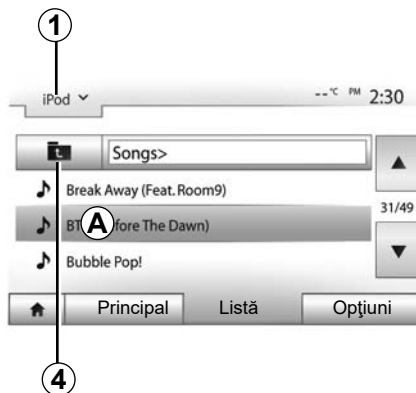 1
iPod
--°C PM 2:30
Songs>
Break Away (Feat. Room9)
31/49
BT A fore The Dawn)
Bubble Pop!
Principal Listă Opţiuni
4